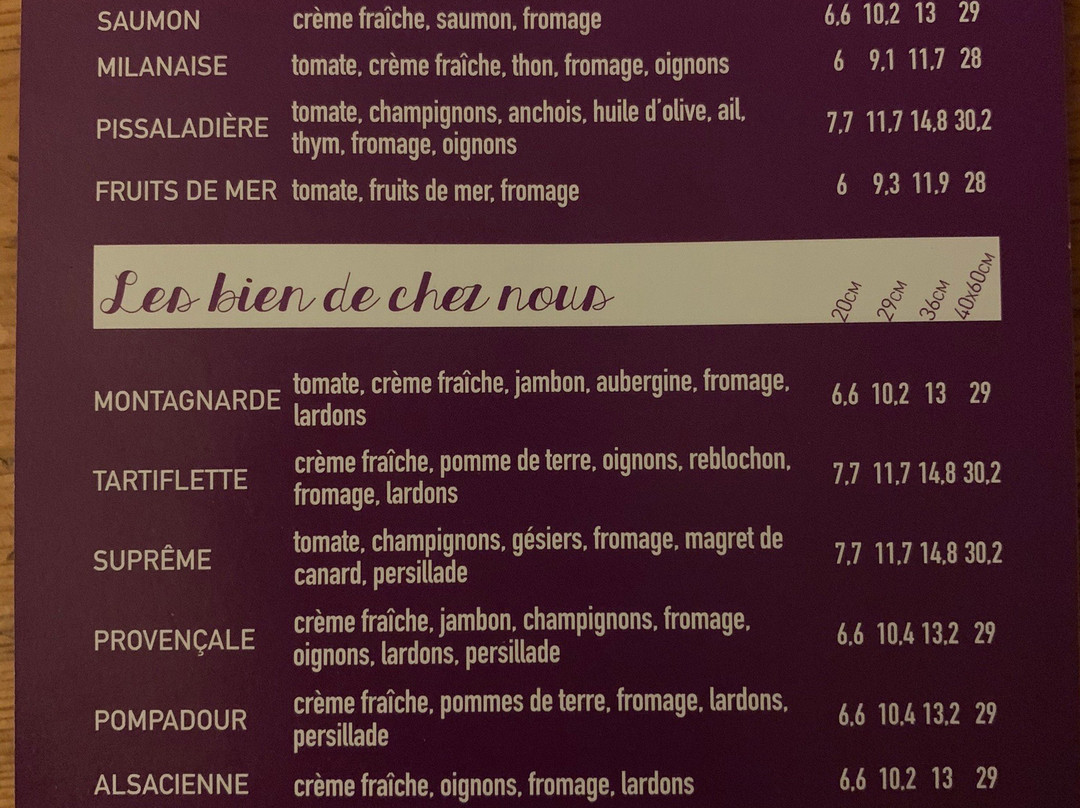 SAUMON crème fraîche, saumon, fromage 6,6 10,2 13 29
MILANAISE tomate, crème fraîche, thon, fromage, oignons 6 9,1 11,7 28
PISSALADIÈRE tomate, champignons, anchois, huile d'olive, ail, 7,7 11,7 14,8 30,2
thym, fromage, oignons
FRUITS DE MER tomate, fruits de mer, fromage 6 9,3 11,9 28
Les bien de chez nous 20CM 29CM 36CM 40x60CM
MONTAGNARDE tomate, crème fraîche, jambon, aubergine, fromage, 6,6 10,2 13 29
lardons
TARTIFLETTE crème fraîche, pomme de terre, oignons, reblochon, 7,7 11,7 14,8 30,2
fromage, lardons
SUPRÊME tomate, champignons, gésiers, fromage, magret de 7,7 11,7 14,8 30,2
canard, persillade
PROVENÇALE crème fraîche, jambon, champignons, fromage, 6,6 10,4 13,2 29
oignons, lardons, persillade
POMPADOUR crème fraîche, pommes de terre, fromage, lardons, 6,6 10,4 13,2 29
persillade
ALSACIENNE crème fraîche, oignons, fromage, lardons 6,6 10,2 13 29